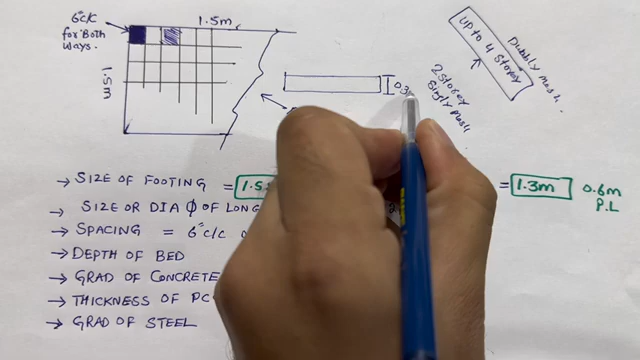 6"c/c
for Both
Ways.
1.5m
1.5m
up to 4 storey
Dubbly mesh.
2 Storey
Singly mesh
0.3
→ SIZE OF FOOTING = 1.5
= 1.3m
0.6m
P.L
→ SIZE OR DIA Φ OF LONG
→ SPACING = 6"c/c
→ DEPTH OF BED
→ GRAD OF CONCRETE
→ THICKNESS OF PC
→ GRAD OF STEEL